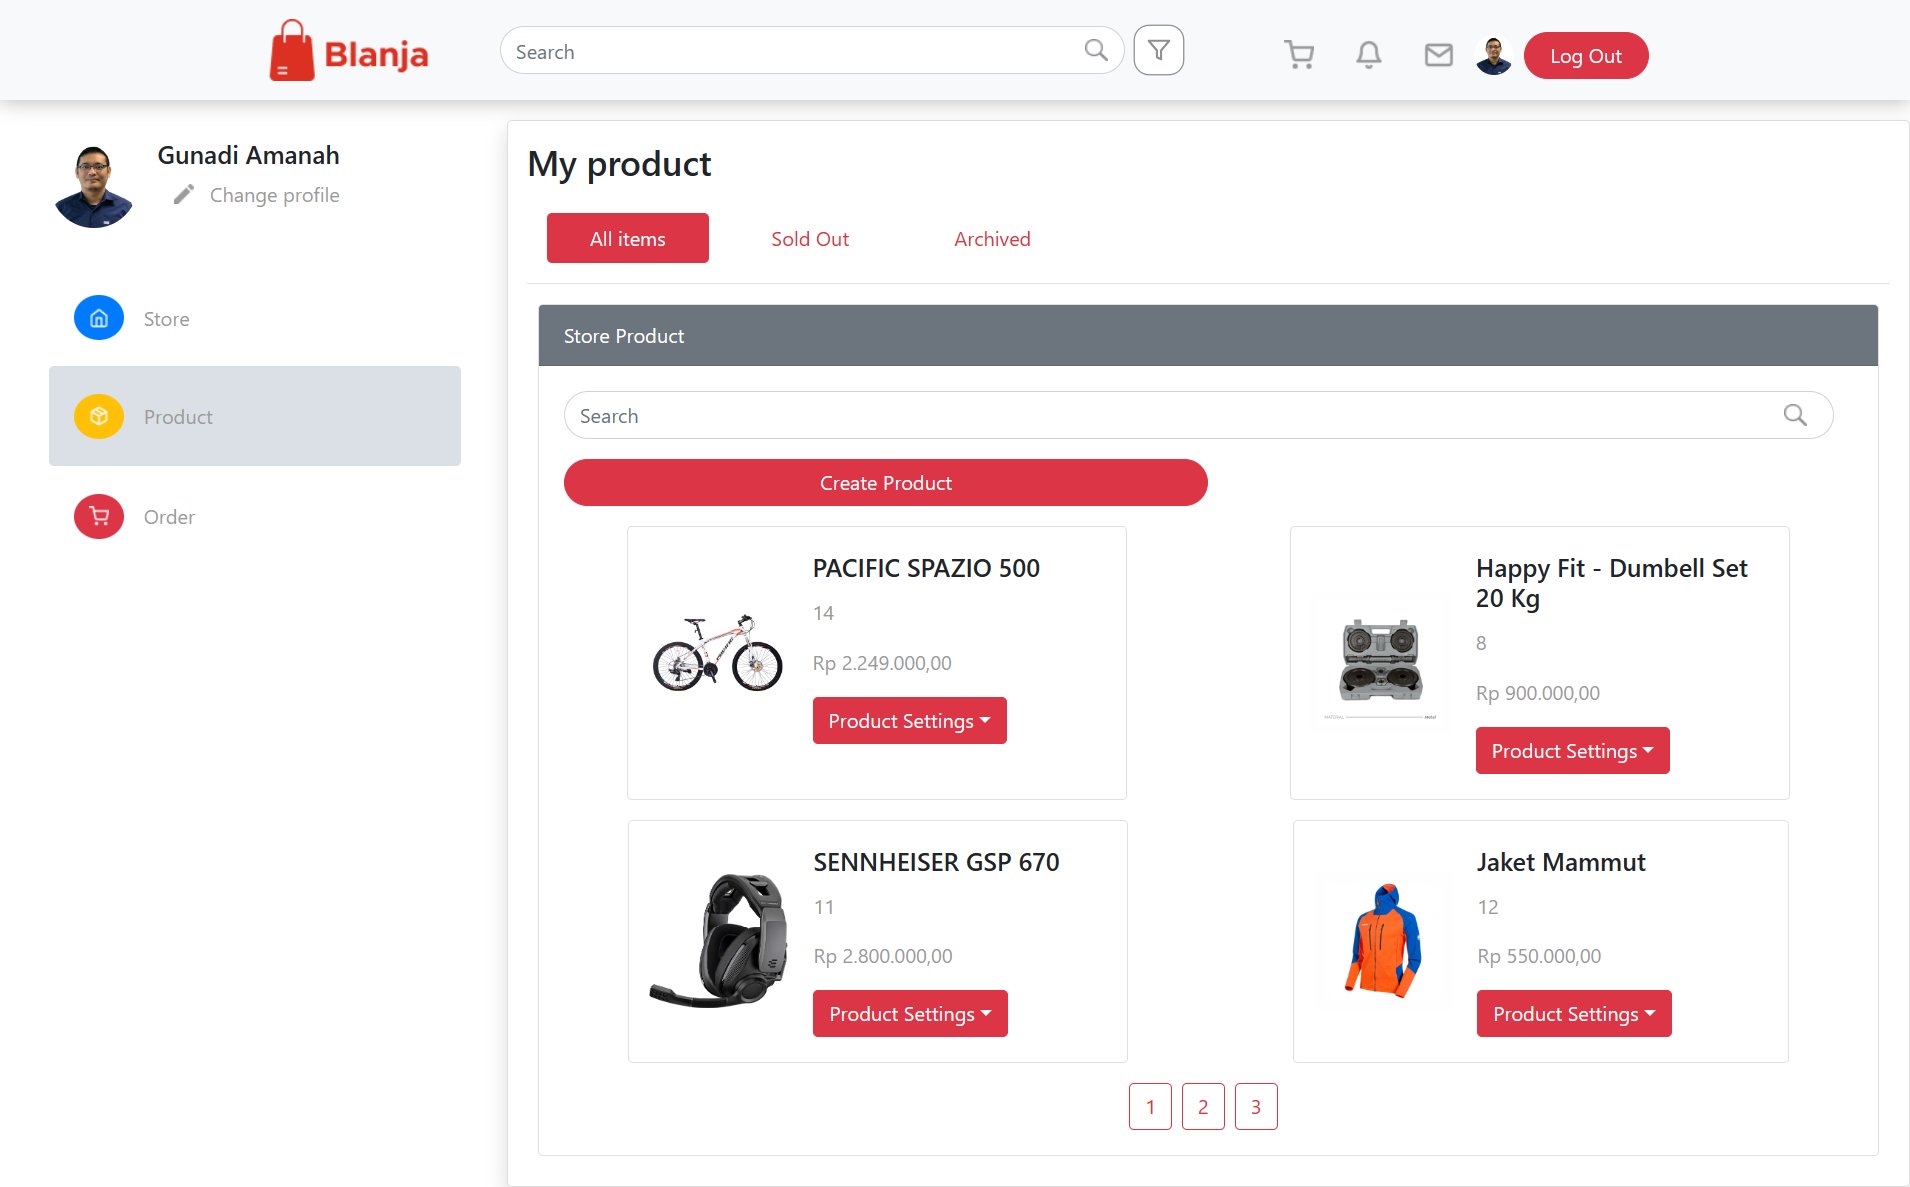 Blanja
Search
Log Out
Gunadi Amanah
Change profile
Store
Product
Order
My product
All items
Sold Out
Archived
Store Product
Search
Create Product
PACIFIC SPAZIO 500
14
Rp 2.249.000,00
Product Settings
Happy Fit - Dumbell Set
20 Kg
8
Rp 900.000,00
Product Settings
SENNHEISER GSP 670
11
Rp 2.800.000,00
Product Settings
Jaket Mammut
12
Rp 550.000,00
Product Settings
1
2
3